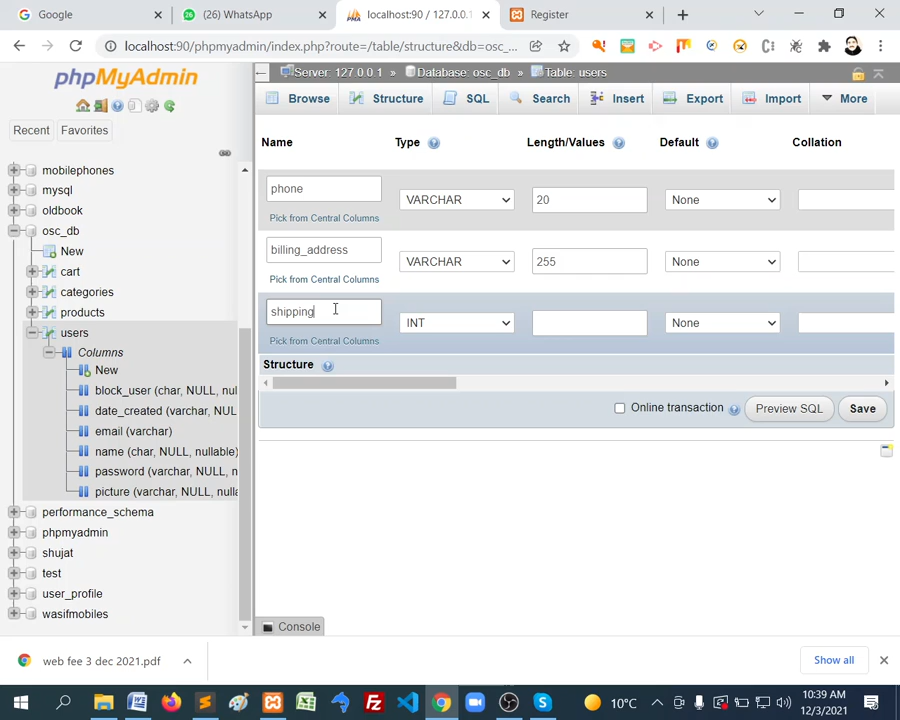 Google
(26) WhatsApp
localhost:90 / 127.0.0.1
Register
localhost:90/phpmyadmin/index.php?route=/table/structure&db=osc_...
phpMyAdmin
Server: 127.0.0.1 » Database: osc_db » Table: users
Browse
Structure
SQL
Search
Insert
Export
Import
More
Recent
Favorites
Name
Type
Length/Values
Default
Collation
phone
VARCHAR
20
None
Pick from Central Columns
billing_address
VARCHAR
255
None
Pick from Central Columns
shipping
INT
None
Pick from Central Columns
Structure
Online transaction
Preview SQL
Save
mobilephones
mysql
oldbook
osc_db
New
cart
categories
products
users
Columns
New
block_user (char, NULL, nul
date_created (varchar, NUL
email (varchar)
name (char, NULL, nullable)
password (varchar, NULL, n
picture (varchar, NULL, nulla
performance_schema
phpmyadmin
shujat
test
user_profile
wasifmobiles
Console
web fee 3 dec 2021.pdf
Show all
10°C
10:39 AM
12/3/2021